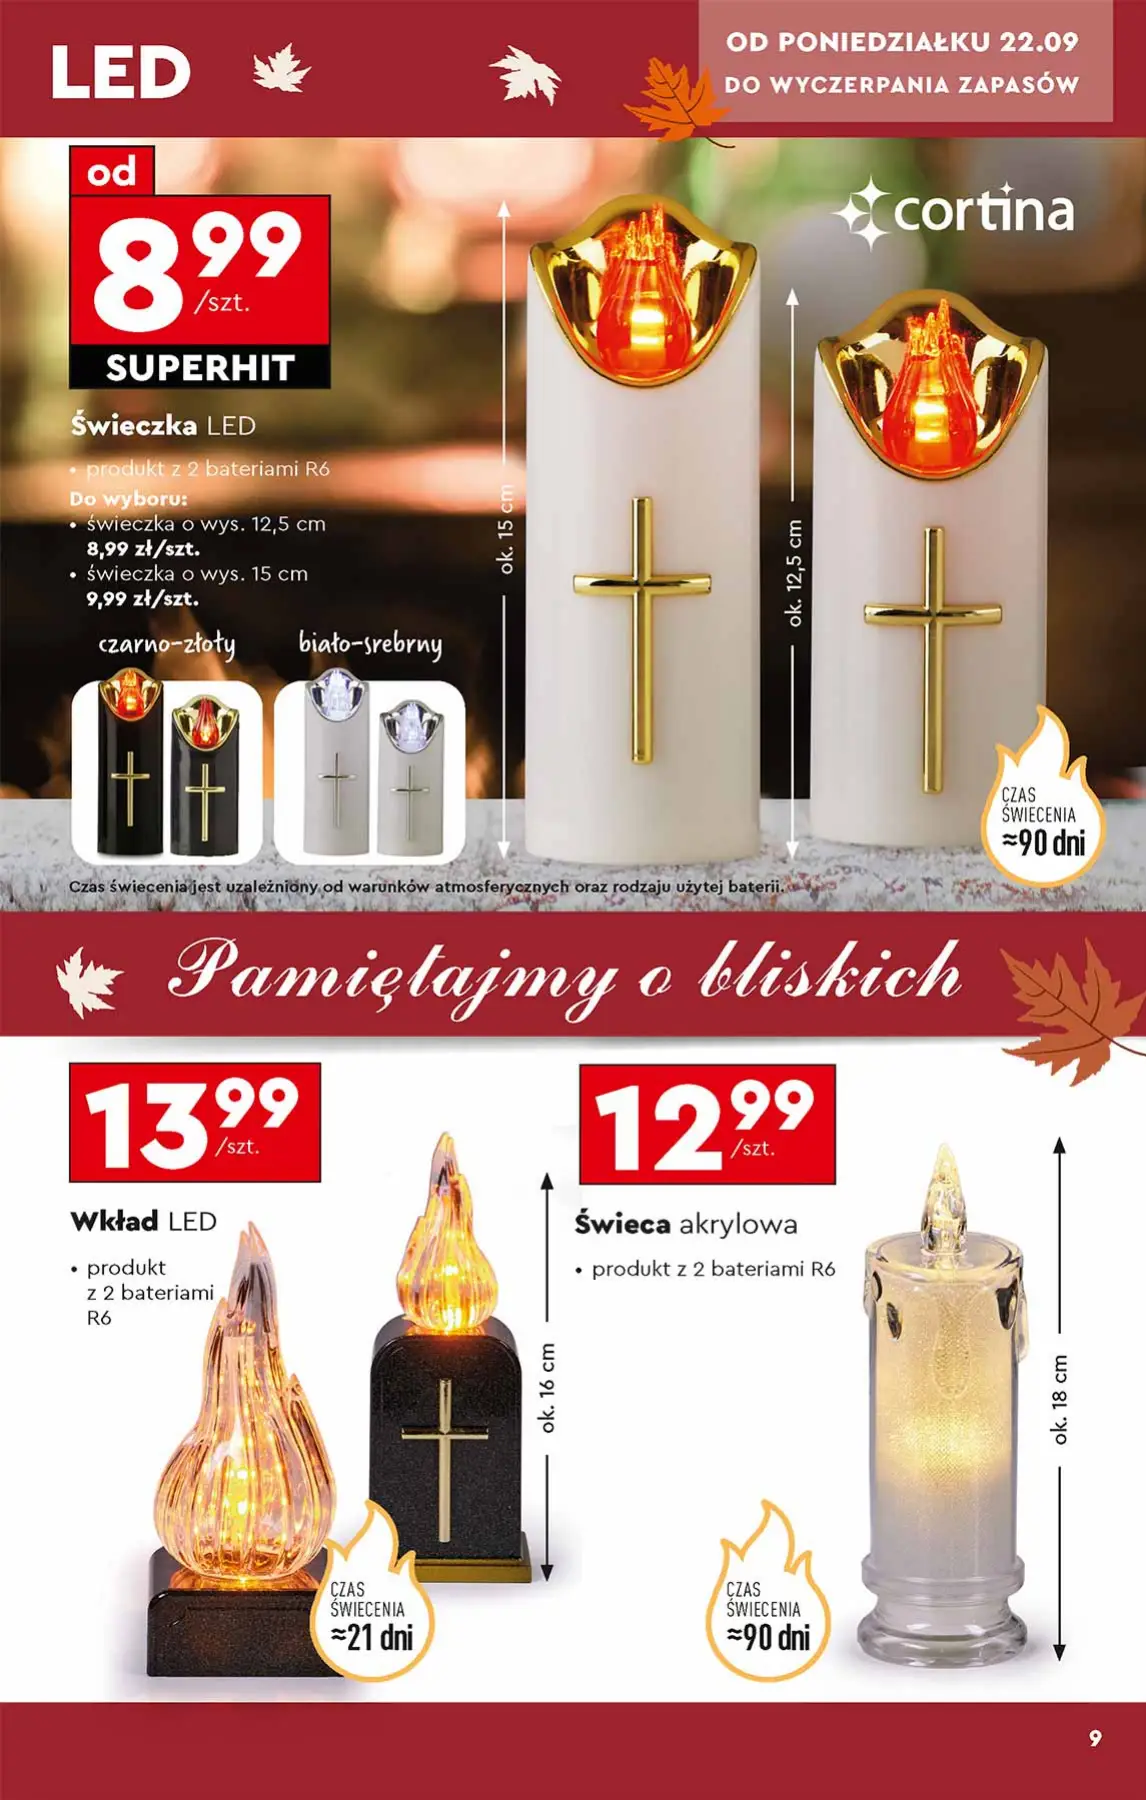 LED
OD PONIEDZIAŁKU 22.09
DO WYCZERPANIA ZAPASÓW
od
8 99
/szt.
SUPERHIT
cortina
Świeczka LED
• produkt z 2 bateriami R6
Do wyboru:
• świeczka o wys. 12,5 cm
8,99 zł/szt.
• świeczka o wys. 15 cm
9,99 zł/szt.
czarno-złoty
biało-srebrny
ok. 15 cm
ok. 12,5 cm
CZAS
ŚWIECENIA
≈90 dni
Czas świecenia jest uzależniony od warunków atmosferycznych oraz rodzaju użytej baterii.
Pamiętajmy o bliskich
13 99
/szt.
Wkład LED
• produkt
z 2 bateriami
R6
ok. 16 cm
CZAS
ŚWIECENIA
≈21 dni
12 99
/szt.
Świeca akrylowa
• produkt z 2 bateriami R6
ok. 18 cm
CZAS
ŚWIECENIA
≈90 dni
9